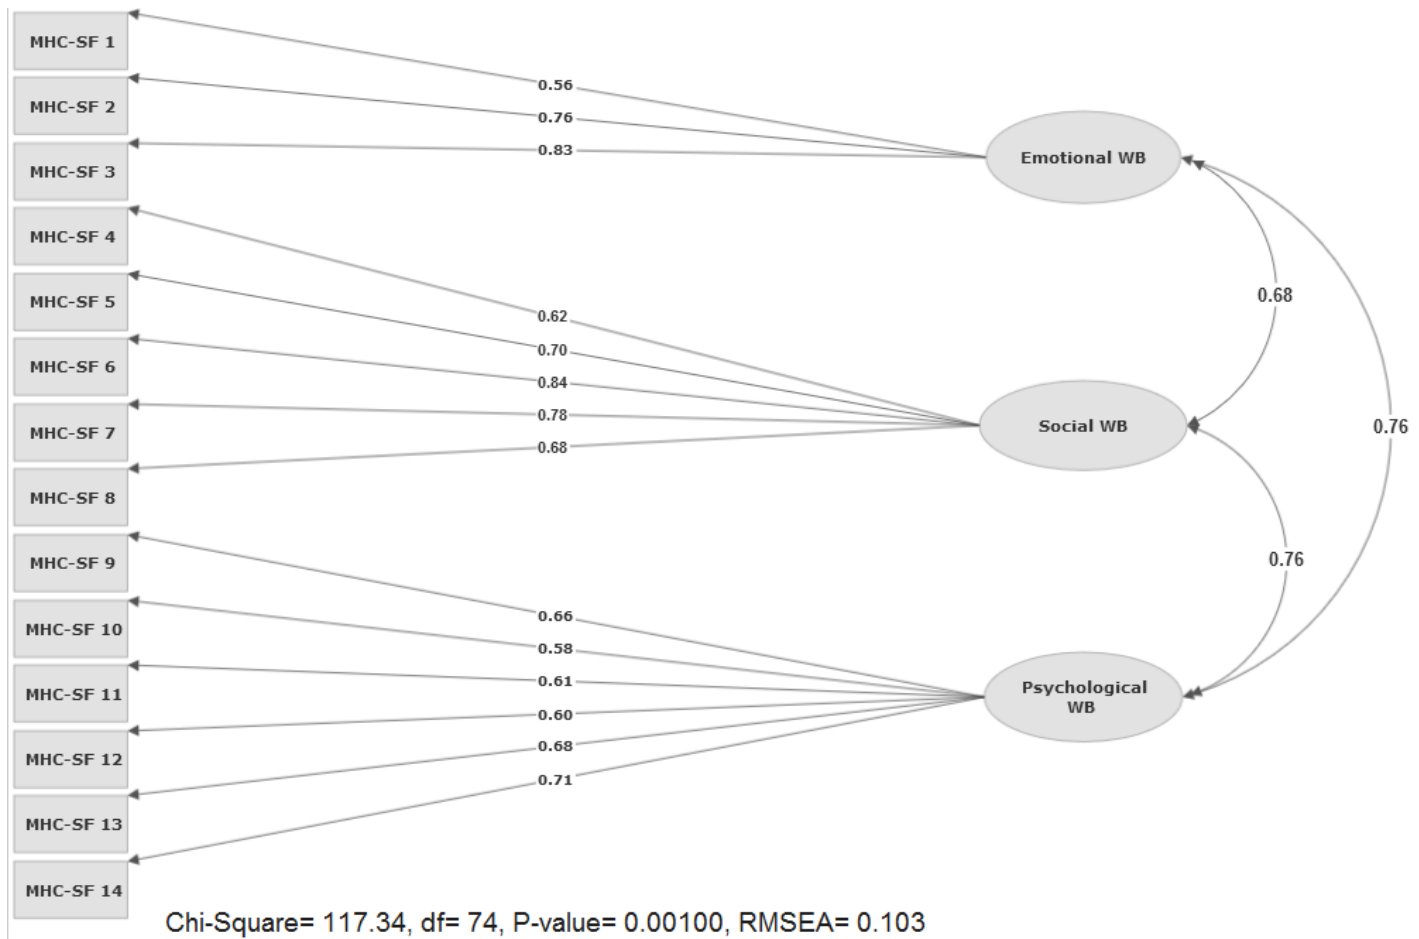 MHC-SF 1
MHC-SF 2
MHC-SF 3
MHC-SF 4
MHC-SF 5
MHC-SF 6
MHC-SF 7
MHC-SF 8
MHC-SF 9
MHC-SF 10
MHC-SF 11
MHC-SF 12
MHC-SF 13
MHC-SF 14
0.56
0.76
0.83
0.62
0.70
0.84
0.78
0.68
0.66
0.58
0.61
0.60
0.68
0.71
Emotional WB
Social WB
Psychological
WB
0.68
0.76
0.76
Chi-Square= 117.34, df= 74, P-value= 0.00100, RMSEA= 0.103